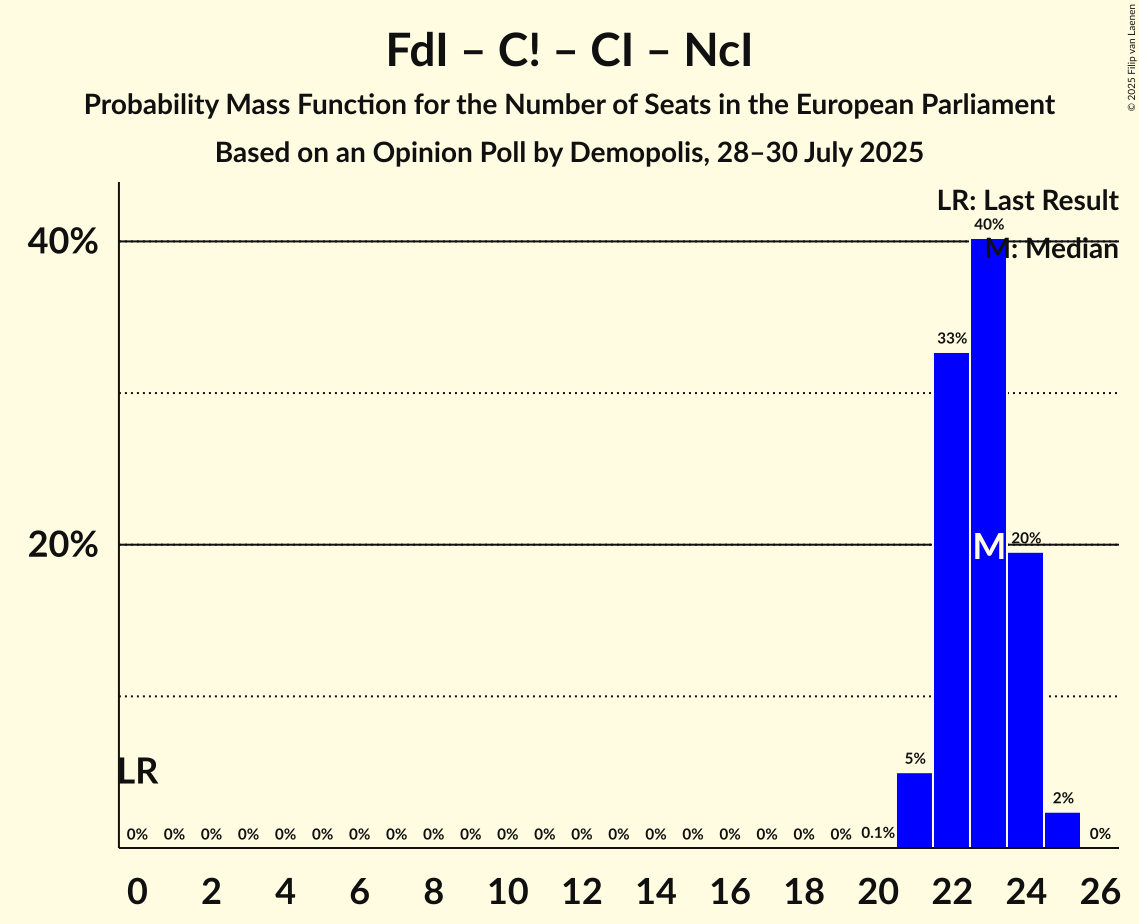 FdI – C! – CI – NcI
Probability Mass Function for the Number of Seats in the European Parliament
Based on an Opinion Poll by Demopolis, 28–30 July 2025
© 2025 Filip van Laenen
LR: Last Result
M: Median
40%
20%
40%
33%
M
20%
LR
5%
2%
0% 0% 0% 0% 0% 0% 0% 0% 0% 0% 0% 0% 0% 0% 0% 0% 0% 0% 0% 0% 0.1% 0%
0 2 4 6 8 10 12 14 16 18 20 22 24 26